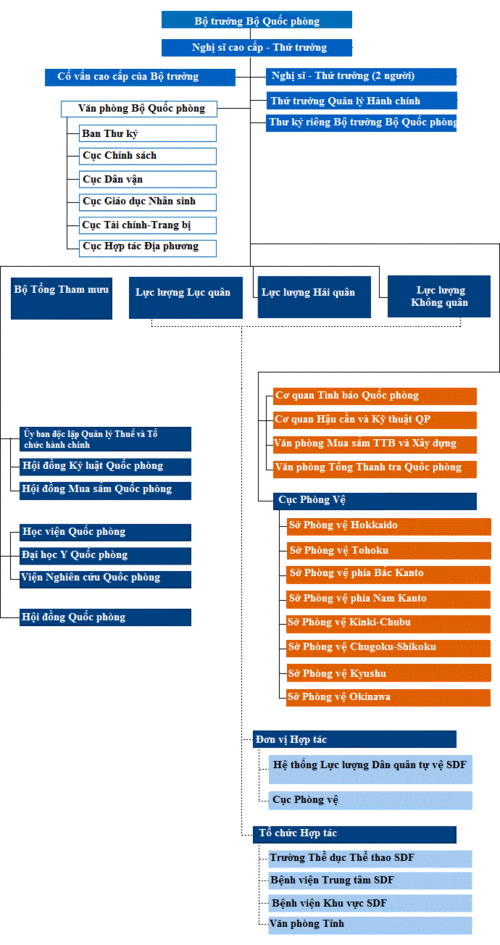 Bộ trưởng Bộ Quốc phòng
Nghị sĩ cao cấp - Thứ trưởng
Cố vấn cao cấp của Bộ trưởng
Nghị sĩ - Thứ trưởng (2 người)
Thứ trưởng Quản lý Hành chính
Thư ký riêng Bộ trưởng Bộ Quốc phòng
Văn phòng Bộ Quốc phòng
Ban Thư ký
Cục Chính sách
Cục Dân vận
Cục Giáo dục Nhân sinh
Cục Tài chính-Trang bị
Cục Hợp tác Địa phương
Bộ Tổng Tham mưu
Lực lượng Lục quân
Lực lượng Hải quân
Lực lượng
Không quân
Ủy ban độc lập Quản lý Thuế và Tổ
chức hành chính
Hội đồng Kỷ luật Quốc phòng
Hội đồng Mua sắm Quốc phòng
Học viện Quốc phòng
Đại học Y Quốc phòng
Viện Nghiên cứu Quốc phòng
Hội đồng Quốc phòng
Cơ quan Tình báo Quốc phòng
Cơ quan Hậu cần và Kỹ thuật QP
Văn phòng Mua sắm TTB và Xây dựng
Văn phòng Tổng Thanh tra Quốc phòng
Cục Phòng Vệ
Sở Phòng vệ Hokkaido
Sở Phòng vệ Tohoku
Sở Phòng vệ phía Bắc Kanto
Sở Phòng vệ phía Nam Kanto
Sở Phòng vệ Kinki-Chubu
Sở Phòng vệ Chugoku-Shikoku
Sở Phòng vệ Kyushu
Sở Phòng vệ Okinawa
Đơn vị Hợp tác
Hệ thống Lực lượng Dân quân tự vệ SDF
Cục Phòng vệ
Tổ chức Hợp tác
Trường Thể dục Thể thao SDF
Bệnh viện Trung tâm SDF
Bệnh viện Khu vực SDF
Văn phòng Tỉnh